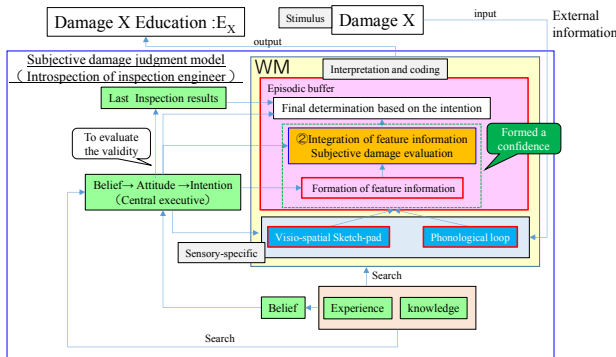 Damage X Education :EX
Stimulus
Damage X
input
External
information
output
Subjective damage judgment model
(Introspection of inspection engineer)
WM
Interpretation and coding
Episodic buffer
Last Inspection results
Final determination based on the intention
To evaluate
the validity
②Integration of feature information
Subjective damage evaluation
Formed a
confidence
Belief→ Attitude →Intention
(Central executive)
Formation of feature information
Visio-spatial Sketch-pad
Phonological loop
Sensory-specific
Search
Belief
Experience
knowledge
Search